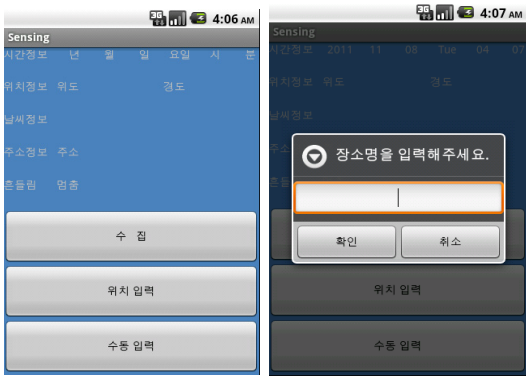 3G 4:06 AM
Sensing
시간정보 년 월 일 요일 시 분
위치정보 위도 경도
날씨정보
주소정보 주소
흔들림 멈춤
수 집
위치 입력
수동 입력
3G 4:07 AM
Sensing
시간정보 2011 11 08 Tue 04 07
위치정보 위도 경도
날씨정보
주소
장소명을 입력해주세요.
확인 취소
위치 입력
수동 입력